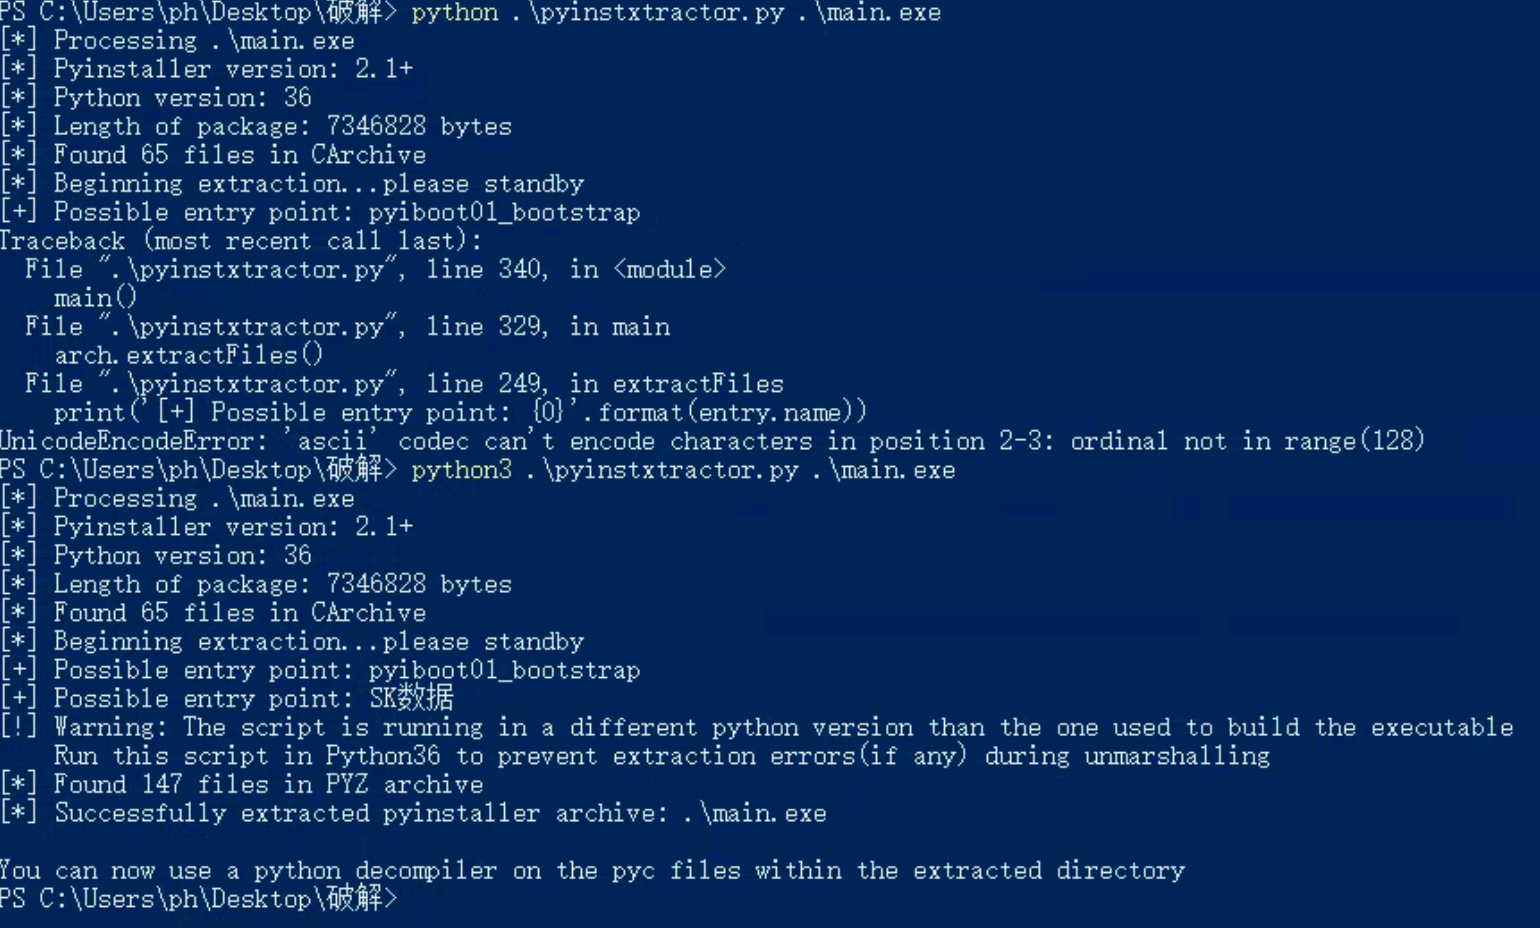 PS C:\Users\ph\Desktop\破解> python .\pyinstxtractor.py .\main.exe
[*] Processing .\main.exe
[*] Pyinstaller version: 2.1+
[*] Python version: 36
[*] Length of package: 7346828 bytes
[*] Found 65 files in CArchive
[*] Beginning extraction...please standby
[+] Possible entry point: pyiboot01_bootstrap
Traceback (most recent call last):
  File ".\pyinstxtractor.py", line 340, in <module>
    main()
  File ".\pyinstxtractor.py", line 329, in main
    arch.extractFiles()
  File ".\pyinstxtractor.py", line 249, in extractFiles
    print('[+] Possible entry point: {0}'.format(entry.name))
UnicodeEncodeError: 'ascii' codec can't encode characters in position 2-3: ordinal not in range(128)
PS C:\Users\ph\Desktop\破解> python3 .\pyinstxtractor.py .\main.exe
[*] Processing .\main.exe
[*] Pyinstaller version: 2.1+
[*] Python version: 36
[*] Length of package: 7346828 bytes
[*] Found 65 files in CArchive
[*] Beginning extraction...please standby
[+] Possible entry point: pyiboot01_bootstrap
[+] Possible entry point: SK数据
[!] Warning: The script is running in a different python version than the one used to build the executable
    Run this script in Python36 to prevent extraction errors(if any) during unmarshalling
[*] Found 147 files in PYZ archive
[*] Successfully extracted pyinstaller archive: .\main.exe
You can now use a python decompiler on the pyc files within the extracted directory
PS C:\Users\ph\Desktop\破解>